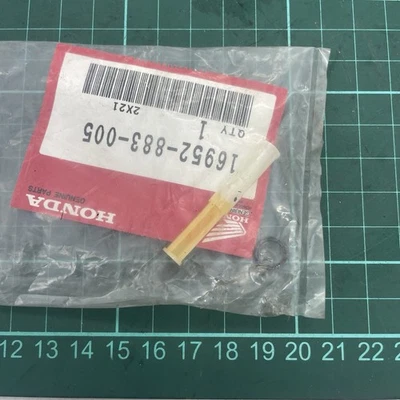 16952-883-005
QTY 1
2X21
HONDA
GENUINE PARTS
12 13 14 15 16 17 18 19 20 21 22 2